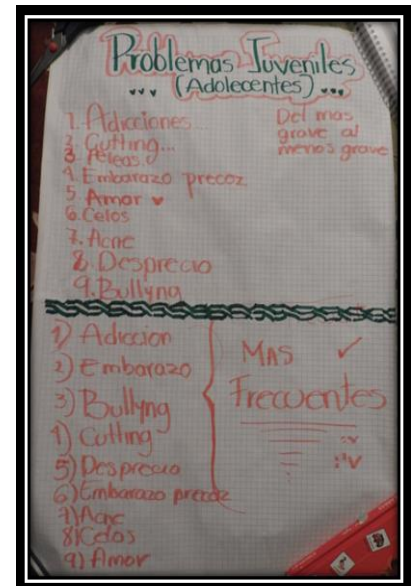 Problemas Juveniles
(Adolecentes)
Del mas
grave al
menos grave
1. Adicciones
2. Cutting...
3. Peleas.
4. Embarazo precoz
5 Amor
6. Celos
7. Acne
8. Desprecio
9. Bullyng
1) Adiccion
2) Embarazo
3) Bullyng
4) Cutting
5) Desprecio
6) Embarazo precoz
7) Acne
8) Celos
9) Amor
MAS
Frecuentes